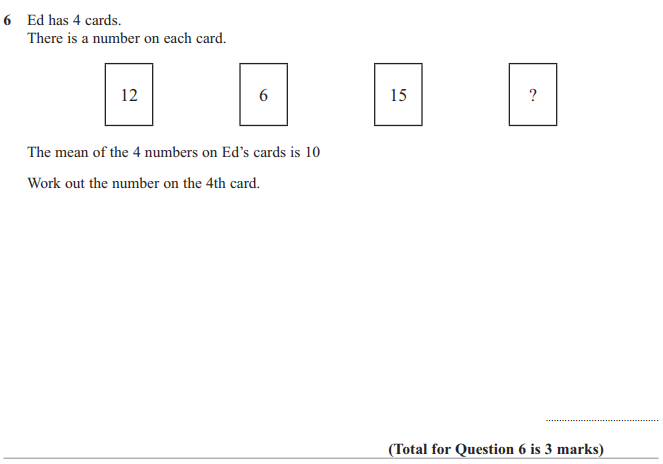 6 Ed has 4 cards.
There is a number on each card.
12 6 15 ?
The mean of the 4 numbers on Ed's cards is 10
Work out the number on the 4th card.
(Total for Question 6 is 3 marks)